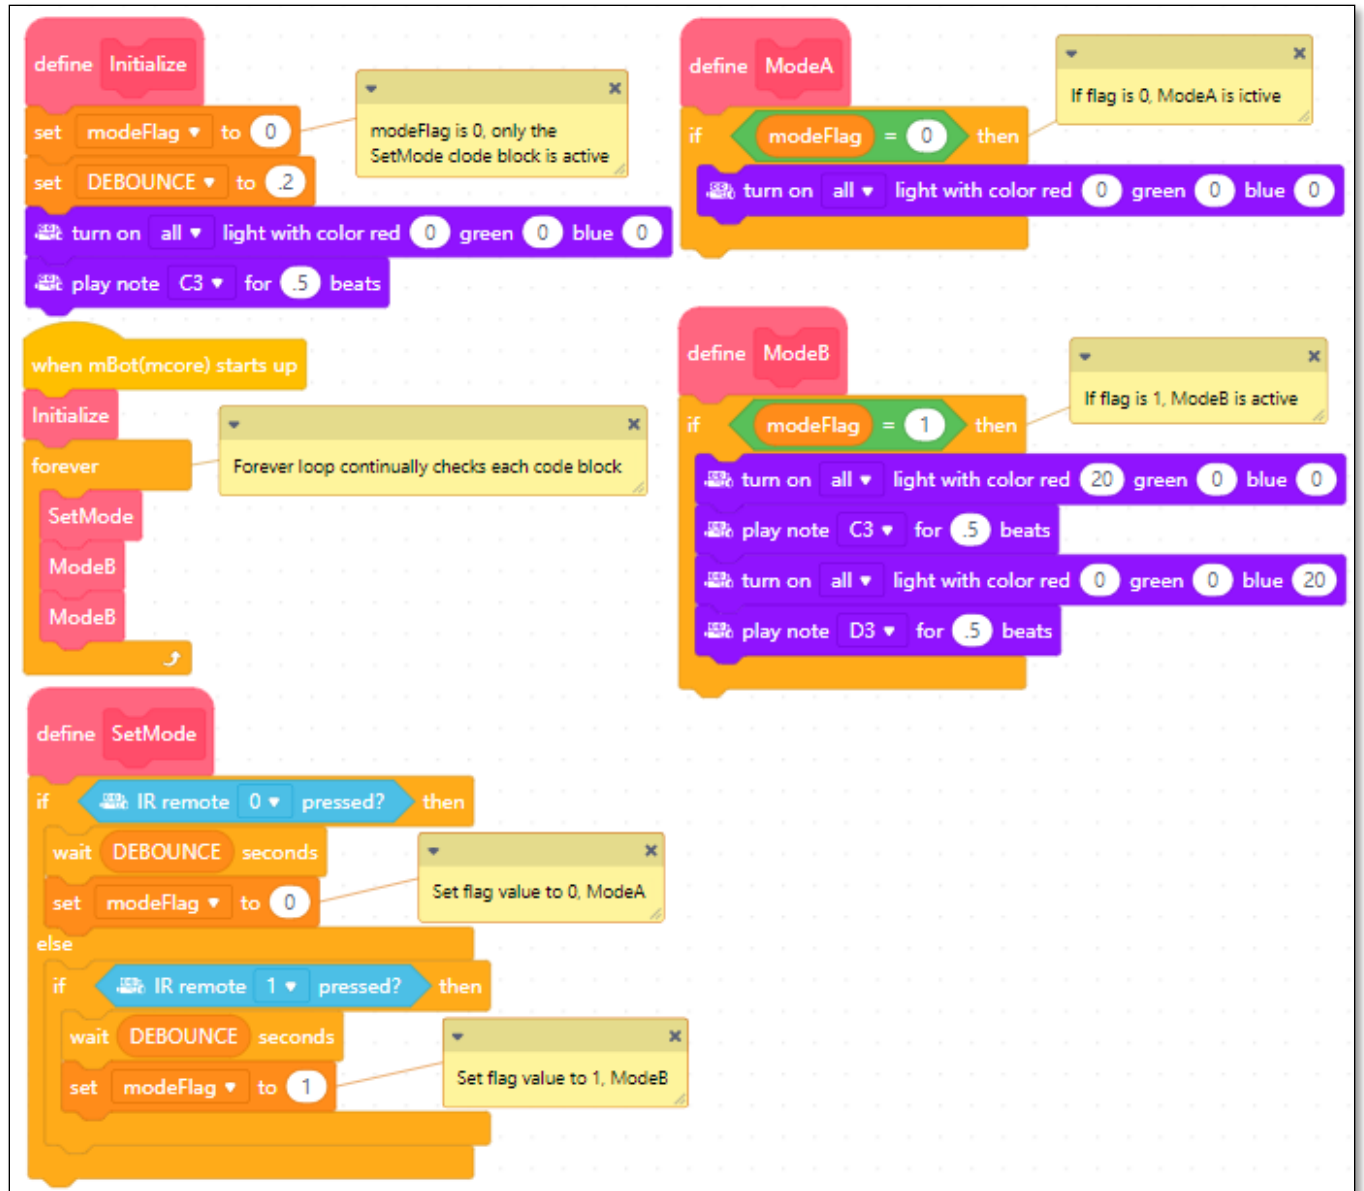 define Initialize
set modeFlag to 0
set DEBOUNCE to .2
turn on all light with color red 0 green 0 blue 0
play note C3 for .5 beats
modeFlag is 0, only the
SetMode clode block is active
when mBot(mcore) starts up
Initialize
forever
SetMode
ModeB
ModeB
Forever loop continually checks each code block
define SetMode
if IR remote 0 pressed? then
wait DEBOUNCE seconds
set modeFlag to 0
Set flag value to 0, ModeA
else
if IR remote 1 pressed? then
wait DEBOUNCE seconds
set modeFlag to 1
Set flag value to 1, ModeB
define ModeA
If flag is 0, ModeA is ictive
if modeFlag = 0 then
turn on all light with color red 0 green 0 blue 0
define ModeB
If flag is 1, ModeB is active
if modeFlag = 1 then
turn on all light with color red 20 green 0 blue 0
play note C3 for .5 beats
turn on all light with color red 0 green 0 blue 20
play note D3 for .5 beats